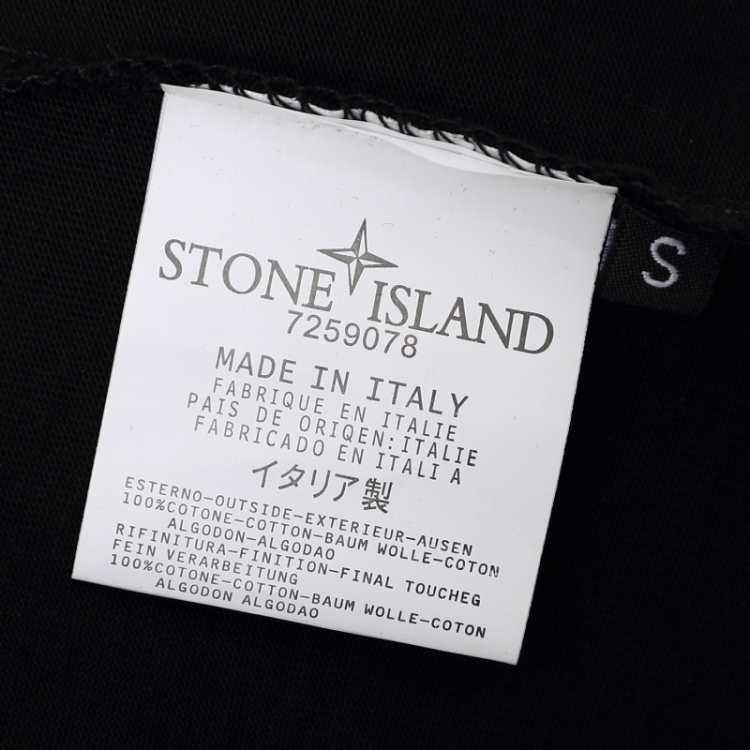 STONE ISLAND
7259078
MADE IN ITALY
FABRIQUE EN ITALIE
PAIS DE ORIQEN:ITALIE
FABRICADO EN ITALI A
イタリア製
ESTERNO-OUTSIDE-EXTERIEUR-AUSEN
100%COTONE-COTTON-BAUM WOLLE-COTON
ALGODON-ALGODAO
RIFINITURA-FINITION-FINAL TOUCHEG
FEIN VERARBEITUNG
100%COTONE-COTTON-BAUM WOLLE-COTON
ALGODON ALGODAO
S